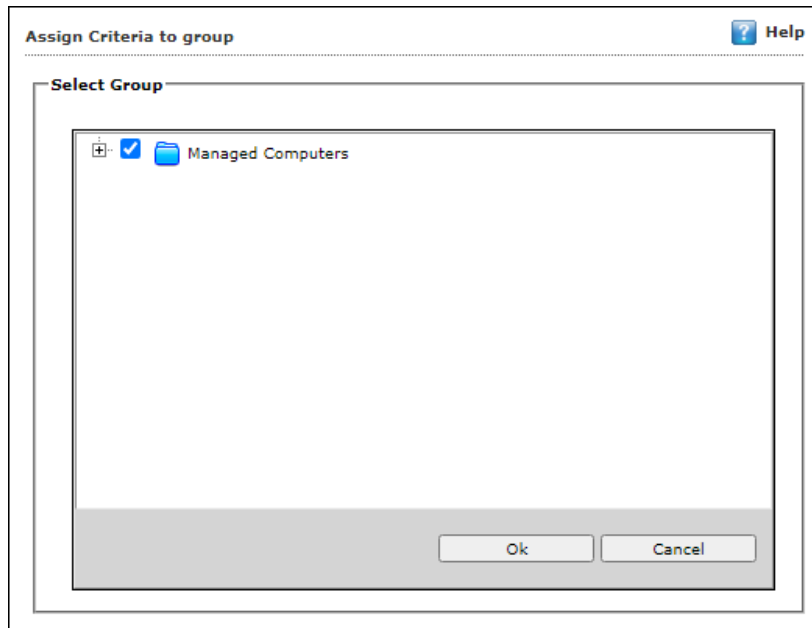 Assign Criteria to group
? Help
Select Group
Managed Computers
Ok Cancel